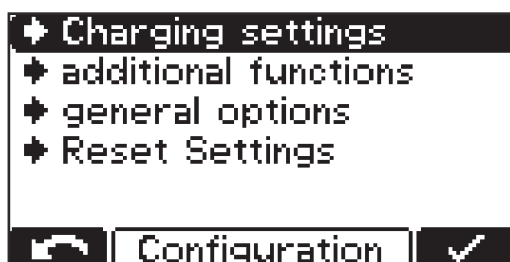 Charging settings
additional functions
general options
Reset Settings
Configuration